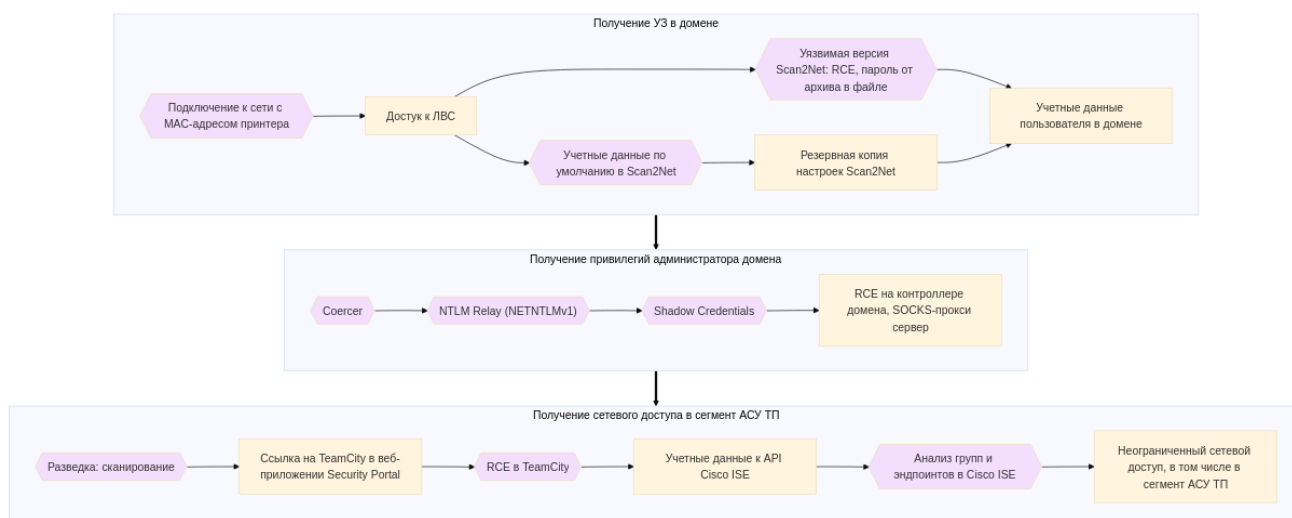 Получение УЗ в домене
Подключение к сети с
MAC-адресом принтера
Достук к ЛВС
Уязвимая версия
Scan2Net: RCE, пароль от
архива в файле
Учетные данные по
умолчанию в Scan2Net
Резервная копия
настроек Scan2Net
Учетные данные
пользователя в домене
Получение привилегий администратора домена
Coercer
NTLM Relay (NETNTLMv1)
Shadow Credentials
RCE на контроллере
домена, SOCKS-прокси
сервер
Получение сетевого доступа в сегмент АСУ ТП
Разведка: сканирование
Ссылка на TeamCity в веб-
приложении Security Portal
RCE в TeamCity
Учетные данные к API
Cisco ISE
Анализ групп и
эндпоинтов в Cisco ISE
Неограниченный сетевой
доступ, в том числе в
сегмент АСУ ТП